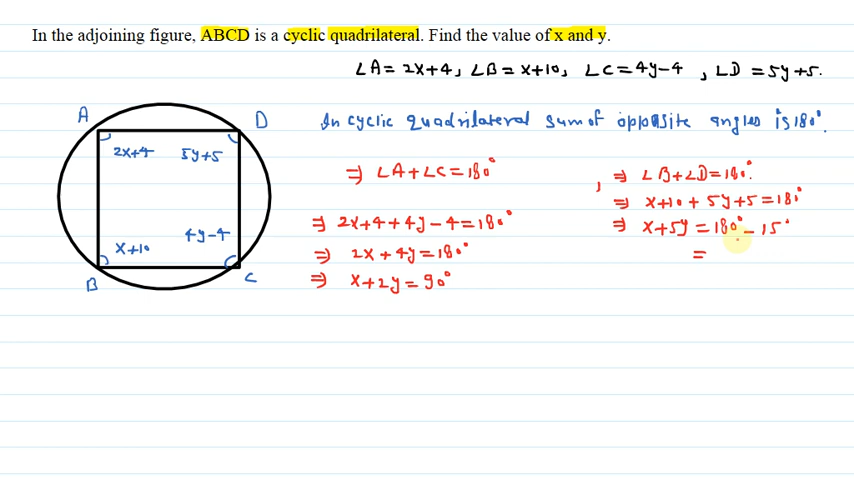 In the adjoining figure, ABCD is a cyclic quadrilateral. Find the value of x and y.
∠A = 2x+4, ∠B = x+10, ∠C = 4y-4, ∠D = 5y+5.
In cyclic quadrilateral sum of opposite angles is 180°.
A
D
2x+4 5y+5
x+10 4y-4
B
C
⇒ ∠A+∠C = 180°
⇒ 2x+4+4y-4 = 180°
⇒ 2x+4y = 180°
⇒ x+2y = 90°
, ⇒ ∠B+∠D = 180°.
⇒ x+10+5y+5 = 180°
⇒ x+5y = 180° - 15°
=